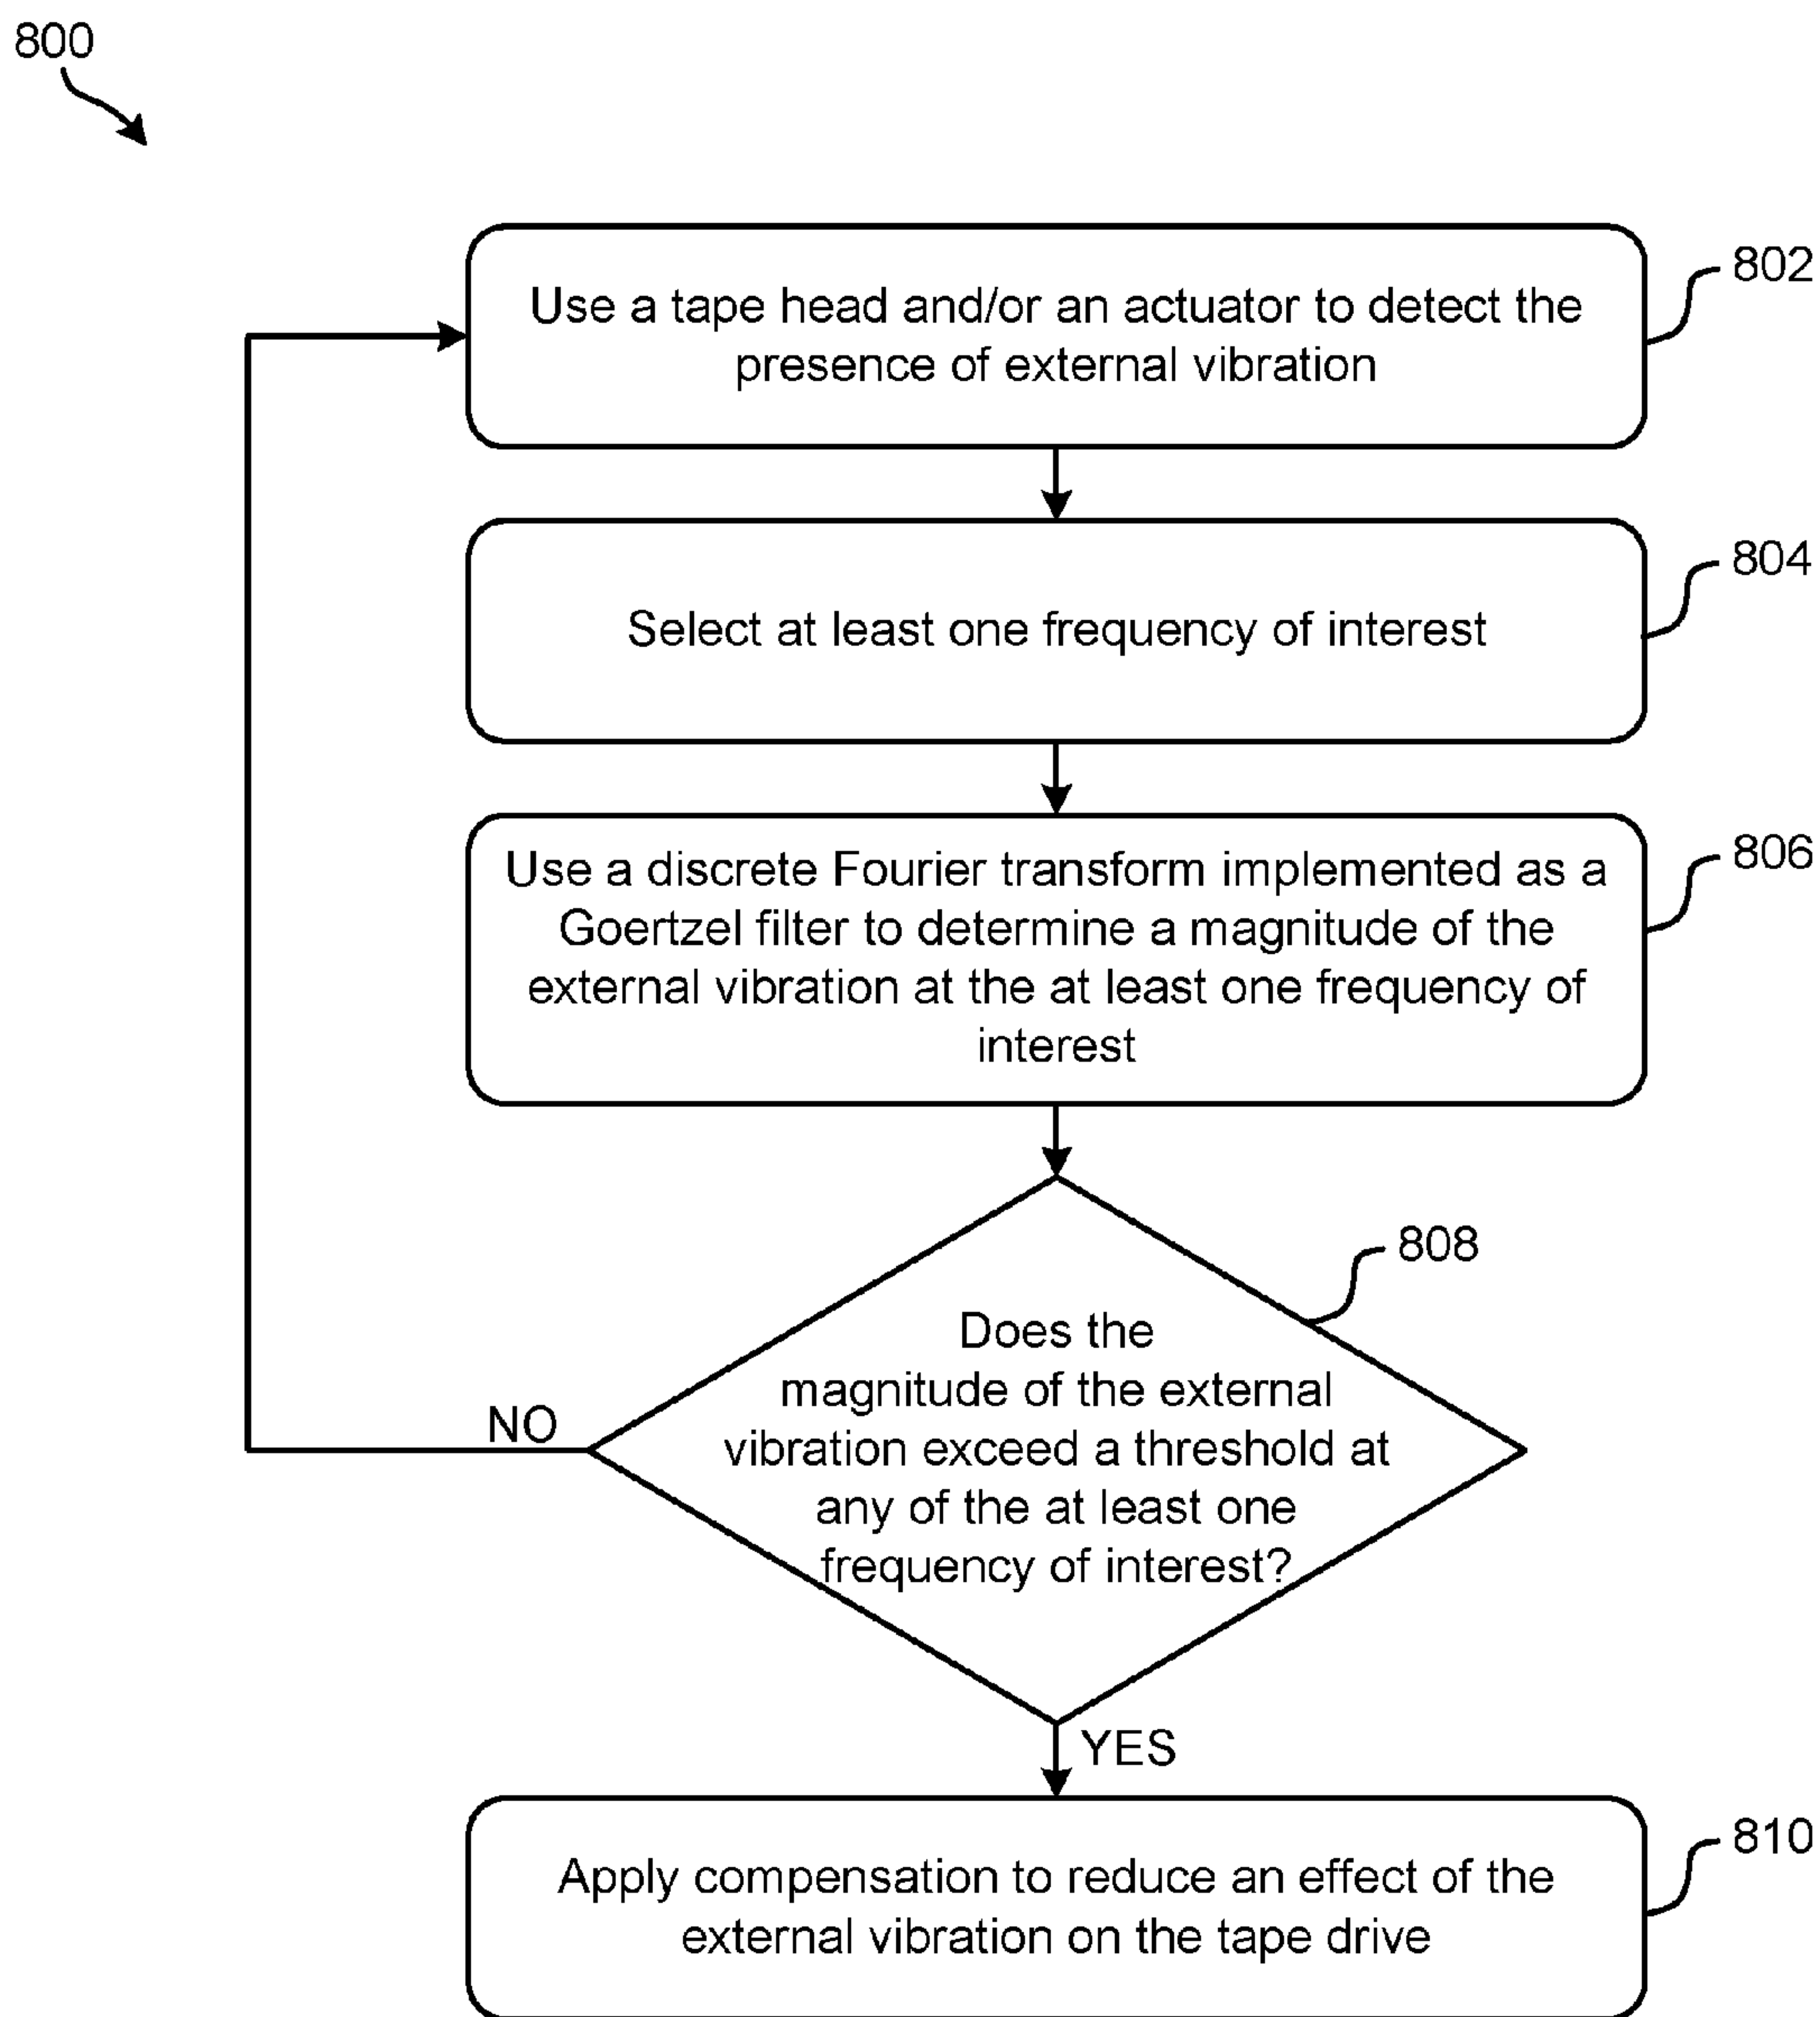 800
Use a tape head and/or an actuator to detect the
presence of external vibration
802
Select at least one frequency of interest
804
Use a discrete Fourier transform implemented as a
Goertzel filter to determine a magnitude of the
external vibration at the at least one frequency of
interest
806
808
Does the
magnitude of the external
vibration exceed a threshold at
any of the at least one
frequency of interest?
NO
YES
Apply compensation to reduce an effect of the
external vibration on the tape drive
810